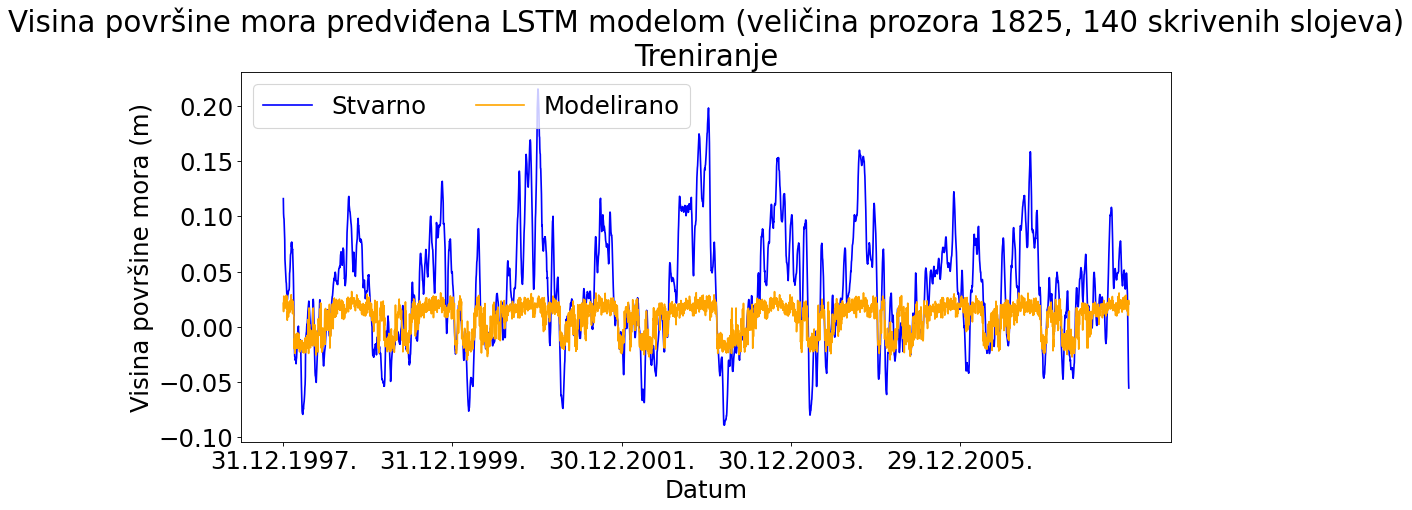 Visina površine mora predviđena LSTM modelom (veličina prozora 1825, 140 skrivenih slojeva)
Treniranje
Stvarno Modelirano
Visina površine mora (m)
0.20
0.15
0.10
0.05
0.00
−0.05
−0.10
31.12.1997. 31.12.1999. 30.12.2001. 30.12.2003. 29.12.2005.
Datum